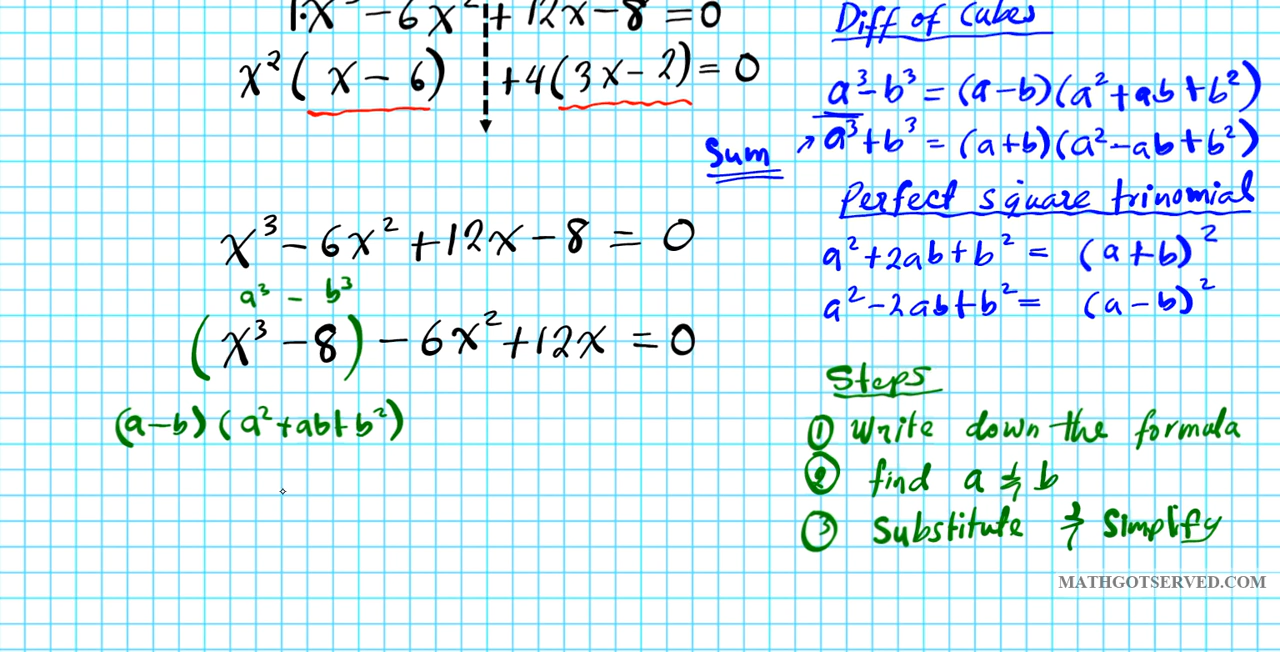 1·x³ - 6x² + 12x - 8 = 0
x² ( x - 6) +4(3x - 2) = 0
x³ - 6x² + 12x - 8 = 0
a³ - b³
(x³ - 8) - 6x² + 12x = 0
(a - b) (a² + ab + b²)
Diff of Cubes
a³ - b³ = (a - b)(a² + ab + b²)
Sum ↗ a³ + b³ = (a + b)(a² - ab + b²)
Perfect square trinomial
a² + 2ab + b² = (a + b)²
a² - 2ab + b² = (a - b)²
Steps
① Write down the formula
② find a & b
③ Substitute & Simplify
MATHGOTSERVED.COM